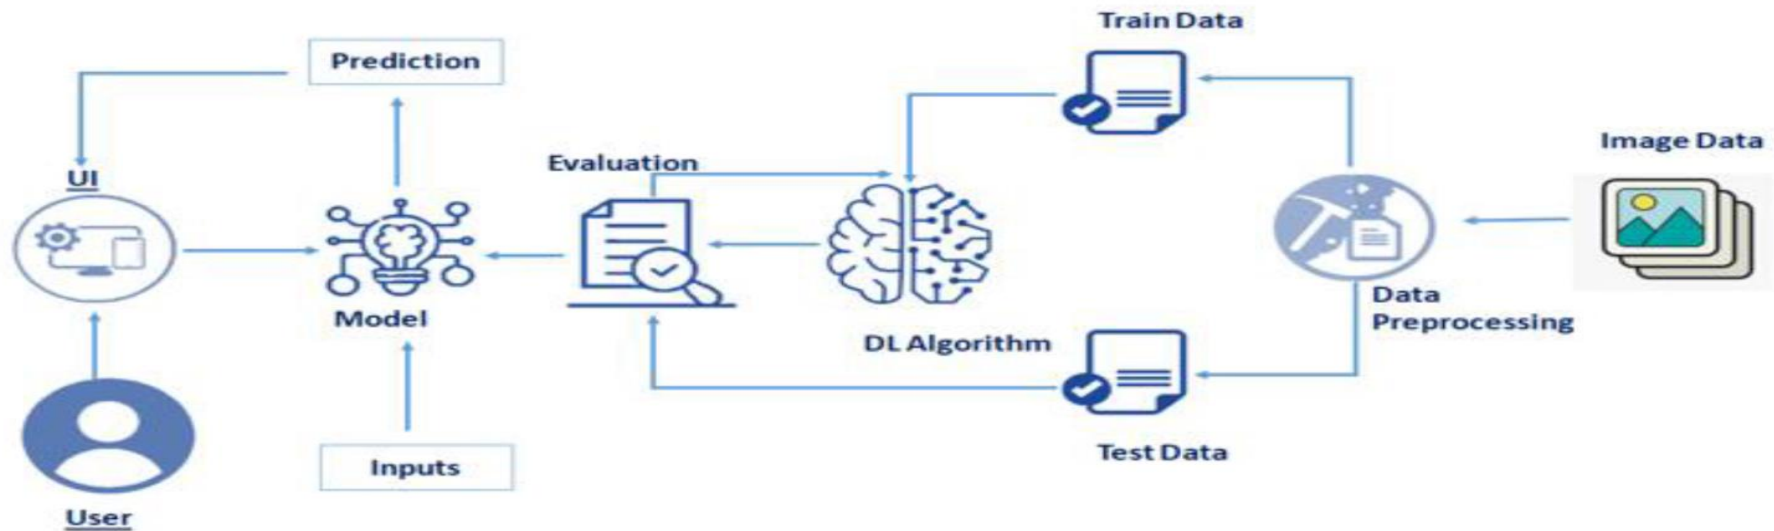 Train Data
Prediction
Image Data
Evaluation
UI
Data
Preprocessing
Model
DL Algorithm
Test Data
Inputs
User